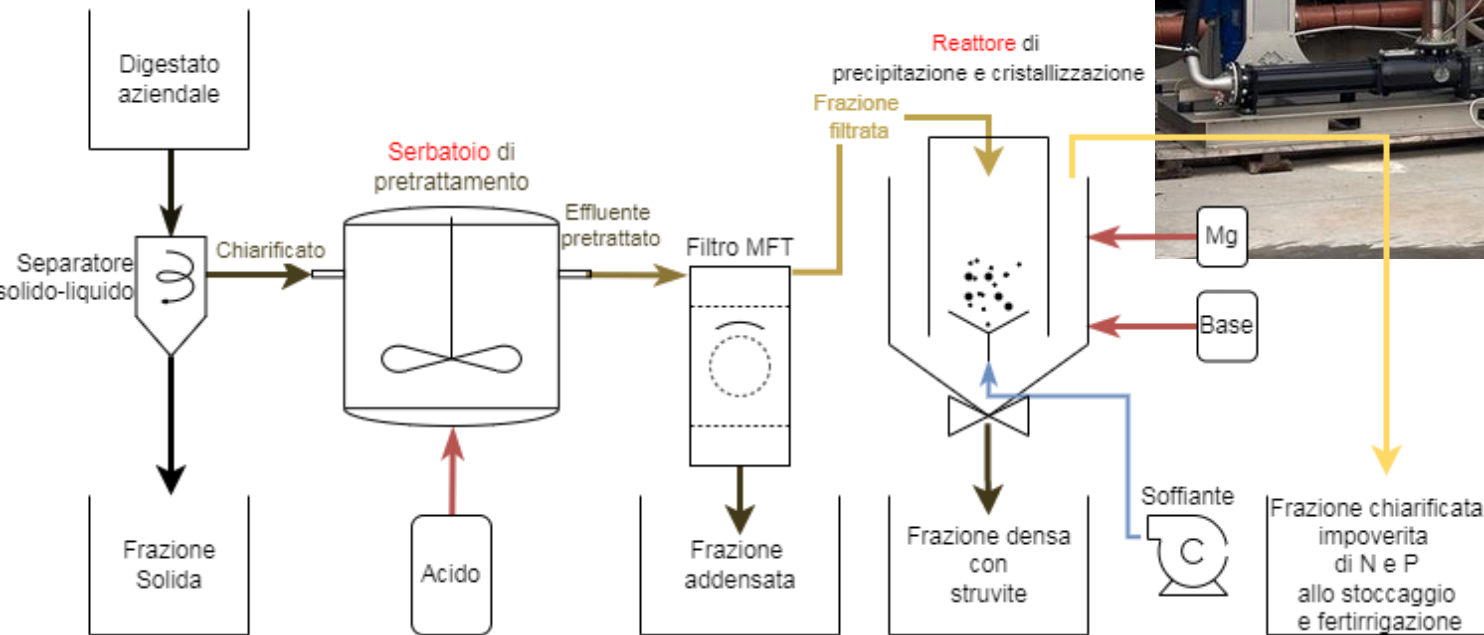 Digestato
aziendale
Separatore
solido-liquido
Chiarificato
Frazione
Solida
Serbatoio di
pretrattamento
Acido
Effluente
pretrattato
Filtro MFT
Frazione
addensata
Frazione
filtrata
Reattore di
precipitazione e cristallizzazione
Mg
Base
Frazione densa
con
struvite
Soffiante
C
Frazione chiarificata
impoverita
di N e P
allo stoccaggio
e fertirrigazione